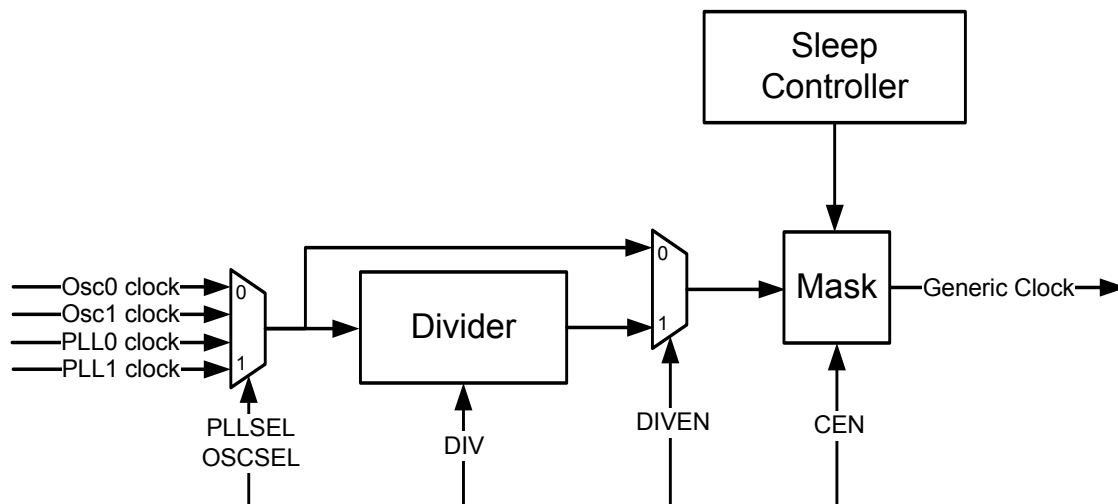 Sleep
Controller
Osc0 clock
Osc1 clock
PLL0 clock
PLL1 clock
0
1
PLLSEL
OSCSEL
Divider
DIV
0
1
DIVEN
Mask
CEN
Generic Clock